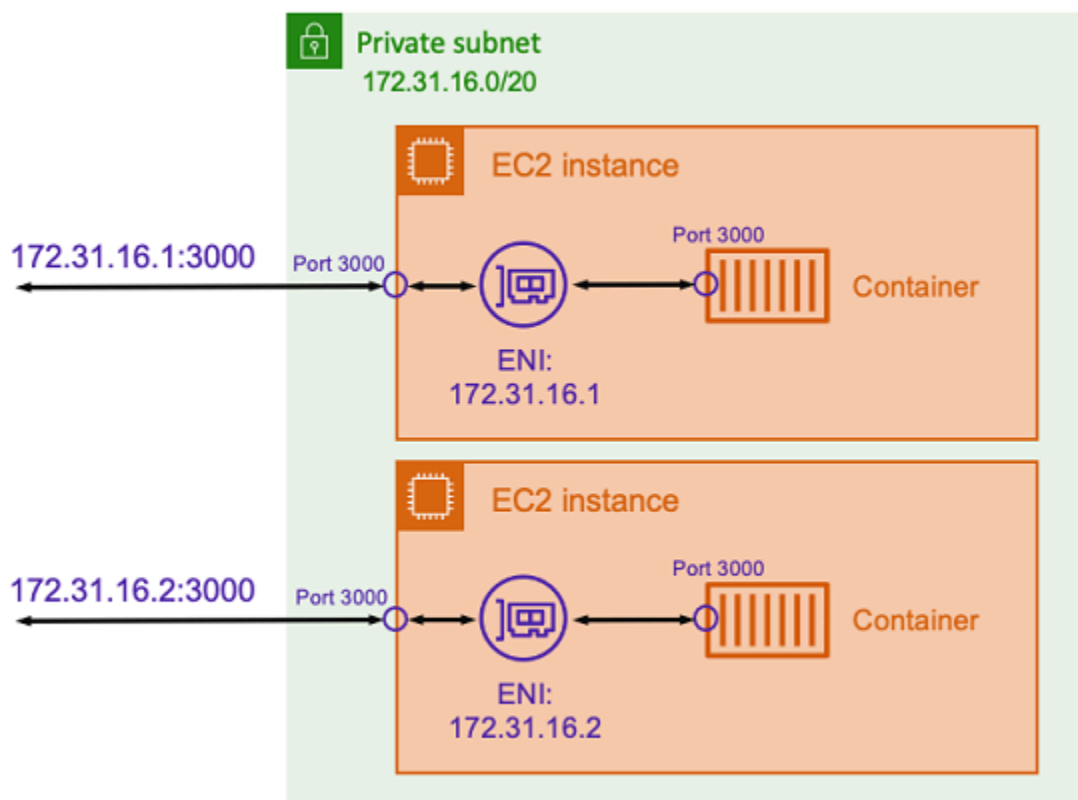 Private subnet
172.31.16.0/20
EC2 instance
172.31.16.1:3000
Port 3000
Port 3000
Container
ENI:
172.31.16.1
EC2 instance
172.31.16.2:3000
Port 3000
Port 3000
Container
ENI:
172.31.16.2